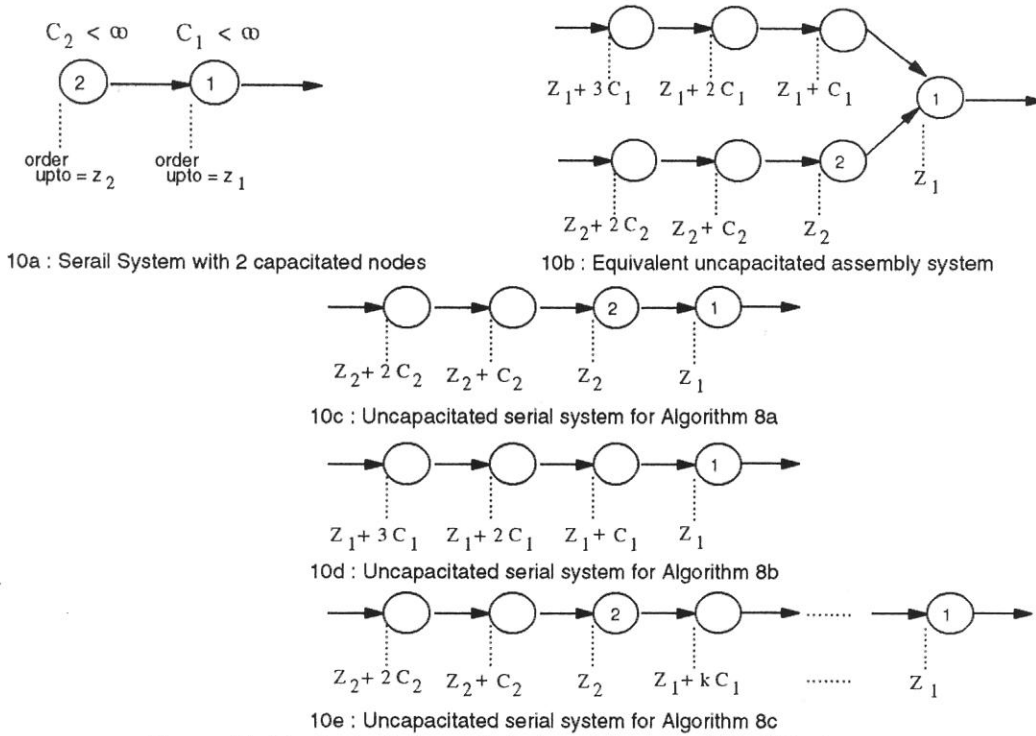 C₂ < ∞ C₁ < ∞
2 1
order upto = z₂
order upto = z₁
10a : Serail System with 2 capacitated nodes
Z₁+ 3 C₁ Z₁+ 2 C₁ Z₁+ C₁
1
Z₁
2
Z₂+ 2 C₂ Z₂+ C₂ Z₂
10b : Equivalent uncapacitated assembly system
2 1
Z₂+ 2 C₂ Z₂+ C₂ Z₂ Z₁
10c : Uncapacitated serial system for Algorithm 8a
1
Z₁+ 3 C₁ Z₁+ 2 C₁ Z₁+ C₁ Z₁
10d : Uncapacitated serial system for Algorithm 8b
2 ........ 1
Z₂+ 2 C₂ Z₂+ C₂ Z₂ Z₁+ k C₁ ........ Z₁
10e : Uncapacitated serial system for Algorithm 8c